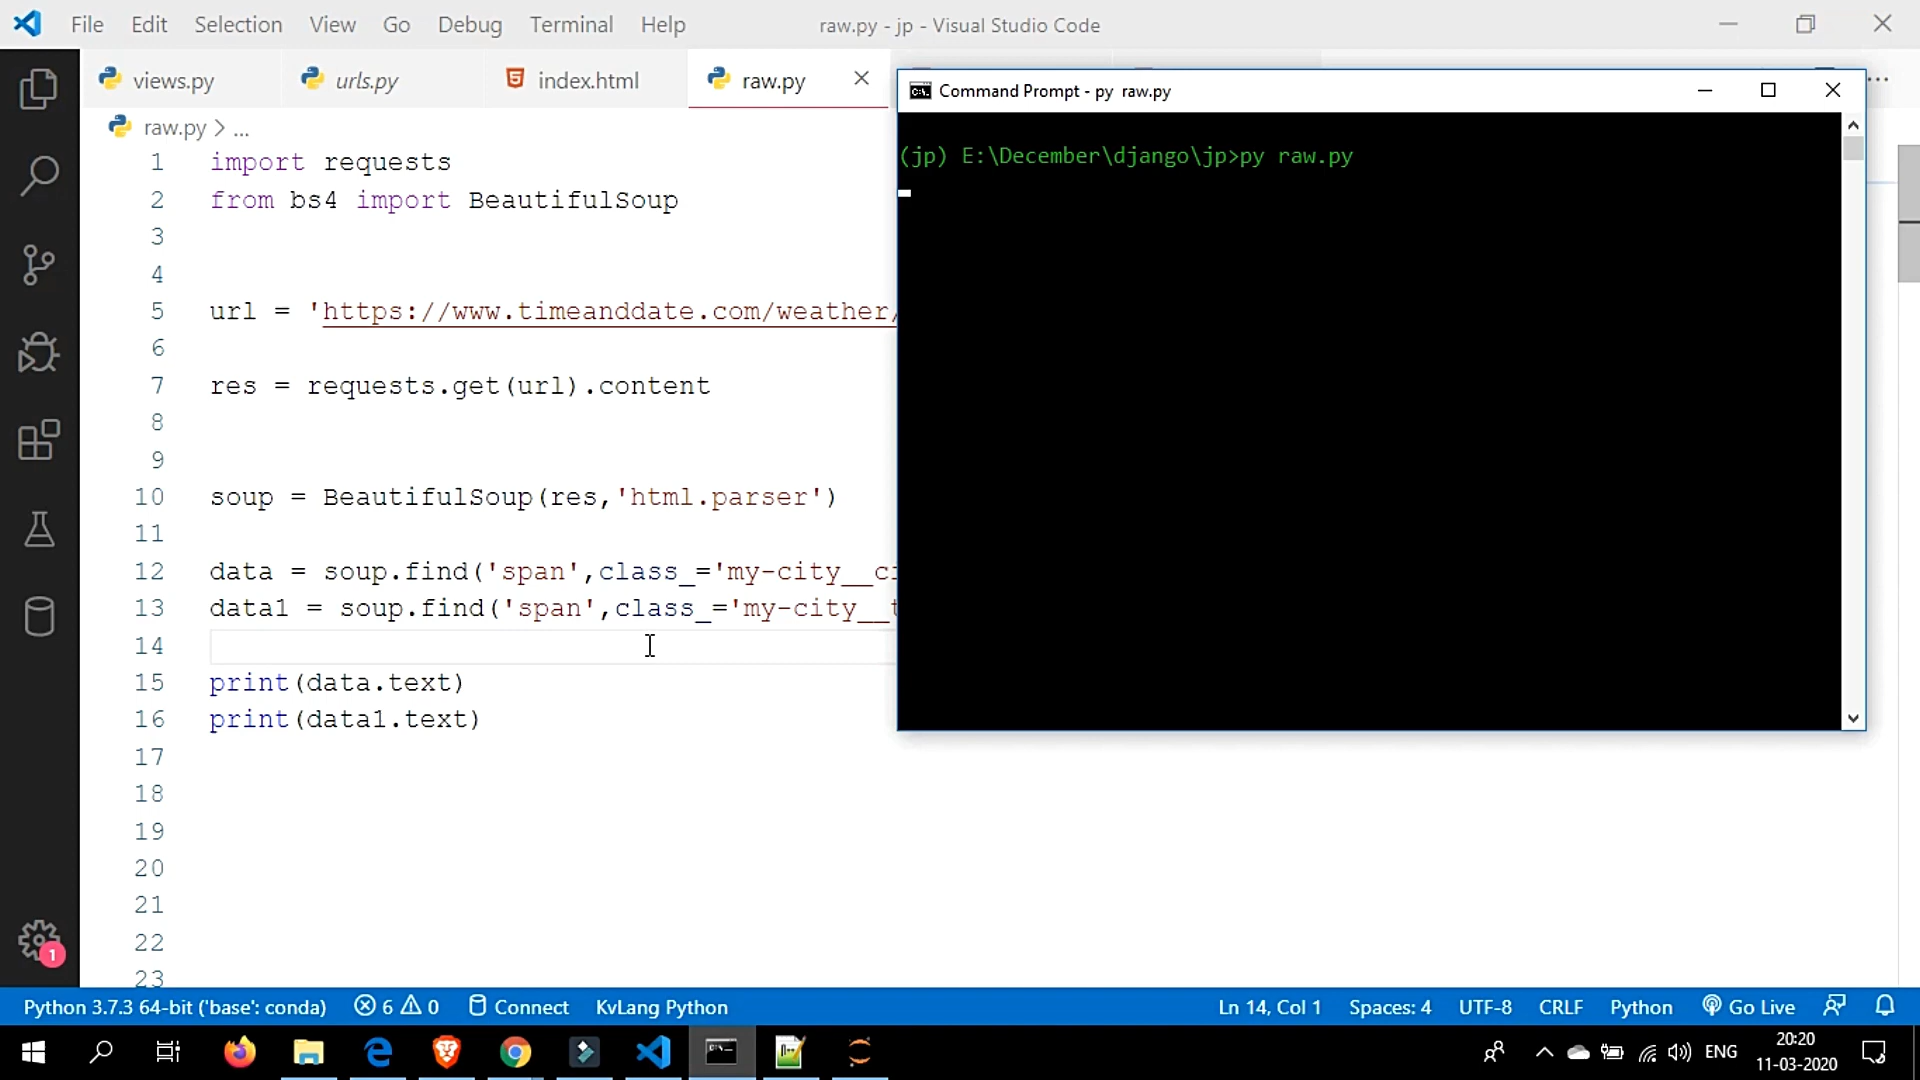 File Edit Selection View Go Debug Terminal Help
raw.py - jp - Visual Studio Code
views.py urls.py index.html raw.py
raw.py > ...
1 import requests
2 from bs4 import BeautifulSoup
3
4
5 url = 'https://www.timeanddate.com/weather/
6
7 res = requests.get(url).content
8
9
10 soup = BeautifulSoup(res,'html.parser')
11
12 data = soup.find('span',class_='my-city__c
13 data1 = soup.find('span',class_='my-city__t
14
15 print(data.text)
16 print(data1.text)
17
18
19
20
21
22
23
Command Prompt - py raw.py
(jp) E:\December\django\jp>py raw.py
1
Python 3.7.3 64-bit ('base': conda) 6 0 Connect KvLang Python Ln 14, Col 1 Spaces: 4 UTF-8 CRLF Python Go Live
ENG
20:20
11-03-2020